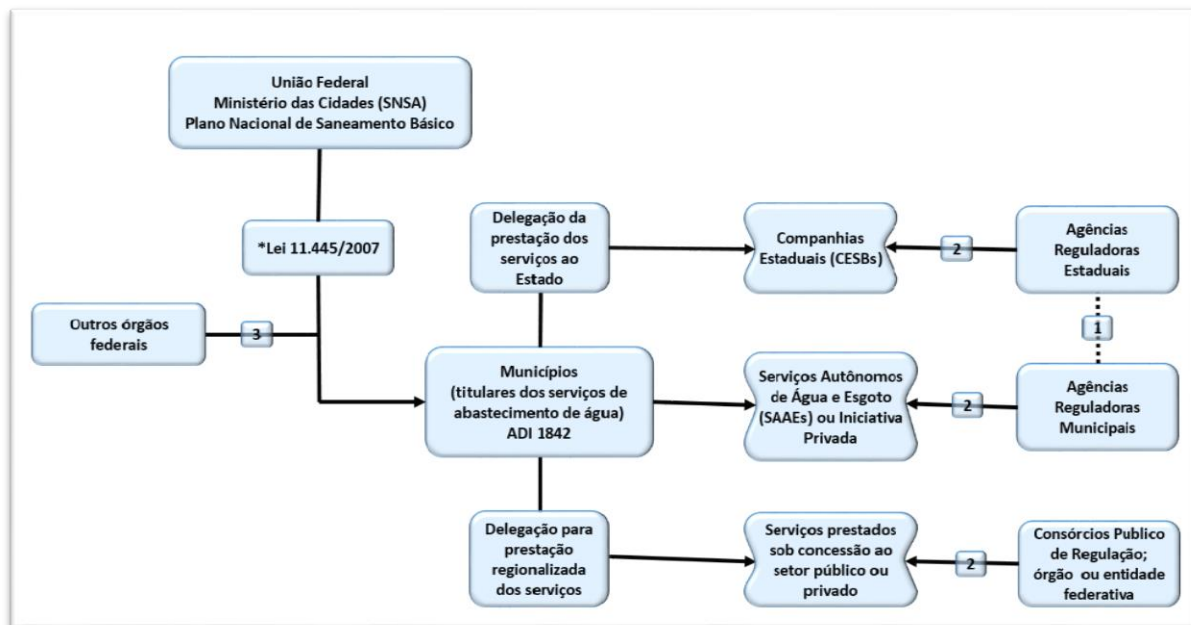 União Federal
Ministério das Cidades (SNSA)
Plano Nacional de Saneamento Básico
*Lei 11.445/2007
Outros órgãos
federais
3
Municípios
(titulares dos serviços de
abastecimento de água)
ADI 1842
Delegação da
prestação dos
serviços ao
Estado
Companhias
Estaduais (CESBs)
2
Agências
Reguladoras
Estaduais
1
Serviços Autônomos
de Água e Esgoto
(SAAEs) ou Iniciativa
Privada
2
Agências
Reguladoras
Municipais
Delegação para
prestação
regionalizada
dos serviços
Serviços prestados
sob concessão ao
setor público ou
privado
2
Consórcios Publico
de Regulação;
órgão ou entidade
federativa